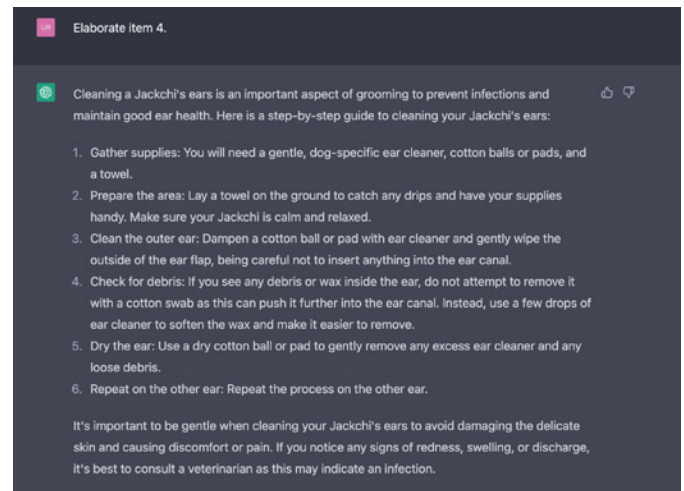 UR
Elaborate item 4.
Cleaning a Jackchi's ears is an important aspect of grooming to prevent infections and
maintain good ear health. Here is a step-by-step guide to cleaning your Jackchi's ears:
1. Gather supplies: You will need a gentle, dog-specific ear cleaner, cotton balls or pads, and
a towel.
2. Prepare the area: Lay a towel on the ground to catch any drips and have your supplies
handy. Make sure your Jackchi is calm and relaxed.
3. Clean the outer ear: Dampen a cotton ball or pad with ear cleaner and gently wipe the
outside of the ear flap, being careful not to insert anything into the ear canal.
4. Check for debris: If you see any debris or wax inside the ear, do not attempt to remove it
with a cotton swab as this can push it further into the ear canal. Instead, use a few drops of
ear cleaner to soften the wax and make it easier to remove.
5. Dry the ear: Use a dry cotton ball or pad to gently remove any excess ear cleaner and any
loose debris.
6. Repeat on the other ear: Repeat the process on the other ear.
It's important to be gentle when cleaning your Jackchi's ears to avoid damaging the delicate
skin and causing discomfort or pain. If you notice any signs of redness, swelling, or discharge,
it's best to consult a veterinarian as this may indicate an infection.